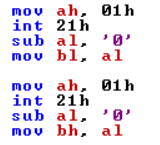 mov ah, 01h
int 21h
sub al, '0'
mov bl, al
mov ah, 01h
int 21h
sub al, '0'
mov bh, al